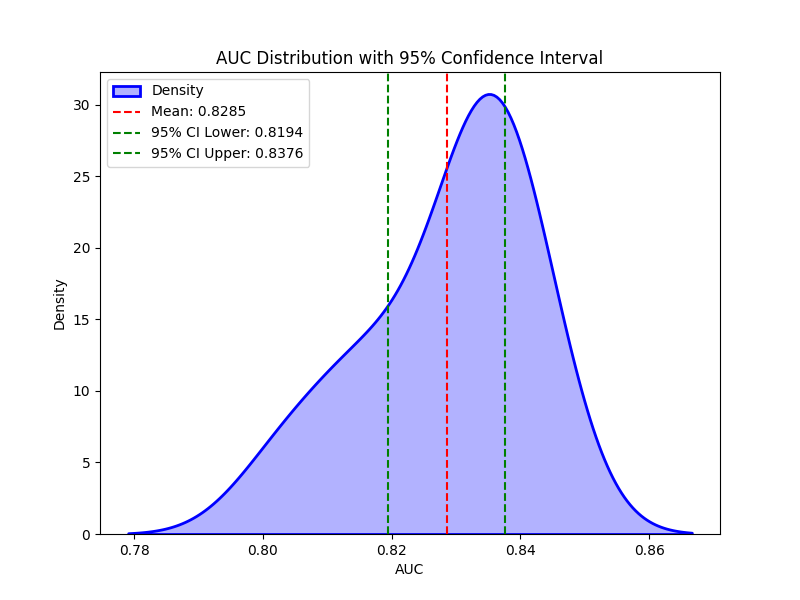 AUC Distribution with 95% Confidence Interval
Density
Mean: 0.8285
95% CI Lower: 0.8194
95% CI Upper: 0.8376
30
25
20
15
10
5
0
Density
0.78 0.80 0.82 0.84 0.86
AUC